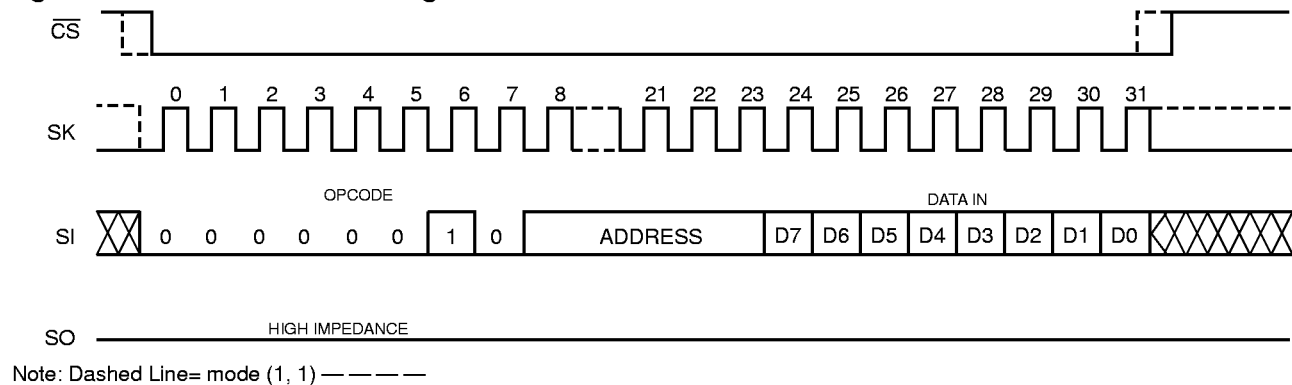 CS
0 1 2 3 4 5 6 7 8 21 22 23 24 25 26 27 28 29 30 31
SK
OPCODE DATA IN
SI 0 0 0 0 0 0 1 0 ADDRESS D7 D6 D5 D4 D3 D2 D1 D0
HIGH IMPEDANCE
SO
Note: Dashed Line= mode (1, 1) — — — —